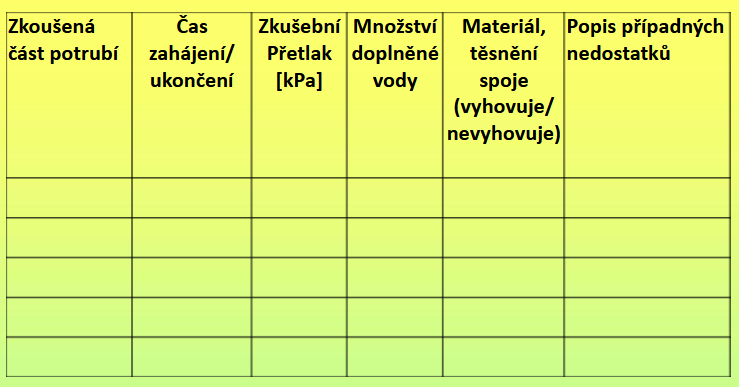 Zkoušená
část potrubí
Čas
zahájení/
ukončení
Zkušební
Přetlak
[kPa]
Množství
doplněné
vody
Materiál,
těsnění
spoje
(vyhovuje/
nevyhovuje)
Popis případných
nedostatků